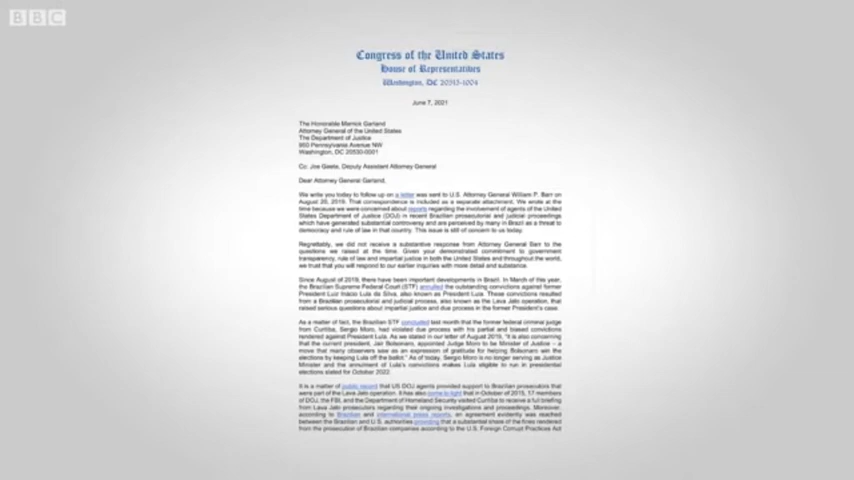 BBC
Congress of the United States
House of Representatives
Washington, DC 20515-1004
June 7, 2021
The Honorable Merrick Garland
Attorney General of the United States
The Department of Justice
950 Pennsylvania Avenue NW
Washington, DC 20530-0001
Cc: Joe Gaeta, Deputy Assistant Attorney General
Dear Attorney General Garland,
We write you today to follow up on a letter was sent to U.S. Attorney General William P. Barr on
August 20, 2019. That correspondence is included as a separate attachment. We wrote at the
time because we were concerned about reports regarding the involvement of agents of the United
States Department of Justice (DOJ) in recent Brazilian prosecutorial and judicial proceedings
which have generated substantial controversy and are perceived by many in Brazil as a threat to
democracy and rule of law in that country. This issue is still of concern to us today.
Regrettably, we did not receive a substantive response from Attorney General Barr to the
questions we raised at the time. Given your demonstrated commitment to government
transparency, rule of law and impartial justice in both the United States and throughout the world,
we trust that you will respond to our earlier inquiries with more detail and substance.
Since August of 2019, there have been important developments in Brazil. In March of this year,
the Brazilian Supreme Federal Court (STF) annulled the outstanding convictions against former
President Luiz Inácio Lula da Silva, also known as President Lula. These convictions resulted
from a Brazilian prosecutorial and judicial process, also known as the Lava Jato operation, that
raised serious questions about impartial justice and due process in the former President's case.
As a matter of fact, the Brazilian STF concluded last month that the former federal criminal judge
from Curitiba, Sergio Moro, had violated due process with his partial and biased convictions
rendered against President Lula. As we stated in our letter of August 2019, "it is also concerning
that the current president, Jair Bolsonaro, appointed Judge Moro to be Minister of Justice – a
move that many observers saw as an expression of gratitude for helping Bolsonaro win the
elections by keeping Lula off the ballot." As of today, Sergio Moro is no longer serving as Justice
Minister and the annulment of Lula's convictions makes Lula eligible to run in presidential
elections slated for October 2022.
It is a matter of public record that US DOJ agents provided support to Brazilian prosecutors that
were part of the Lava Jato operation. It has also come to light that in October of 2015, 17 members
of DOJ, the FBI, and the Department of Homeland Security visited Curitiba to receive a full briefing
from Lava Jato prosecutors regarding their ongoing investigations and proceedings. Moreover,
according to Brazilian and international press reports, an agreement evidently was reached
between the Brazilian and U.S. authorities providing that a substantial share of the fines rendered
from the prosecution of Brazilian companies according to the U.S. Foreign Corrupt Practices Act